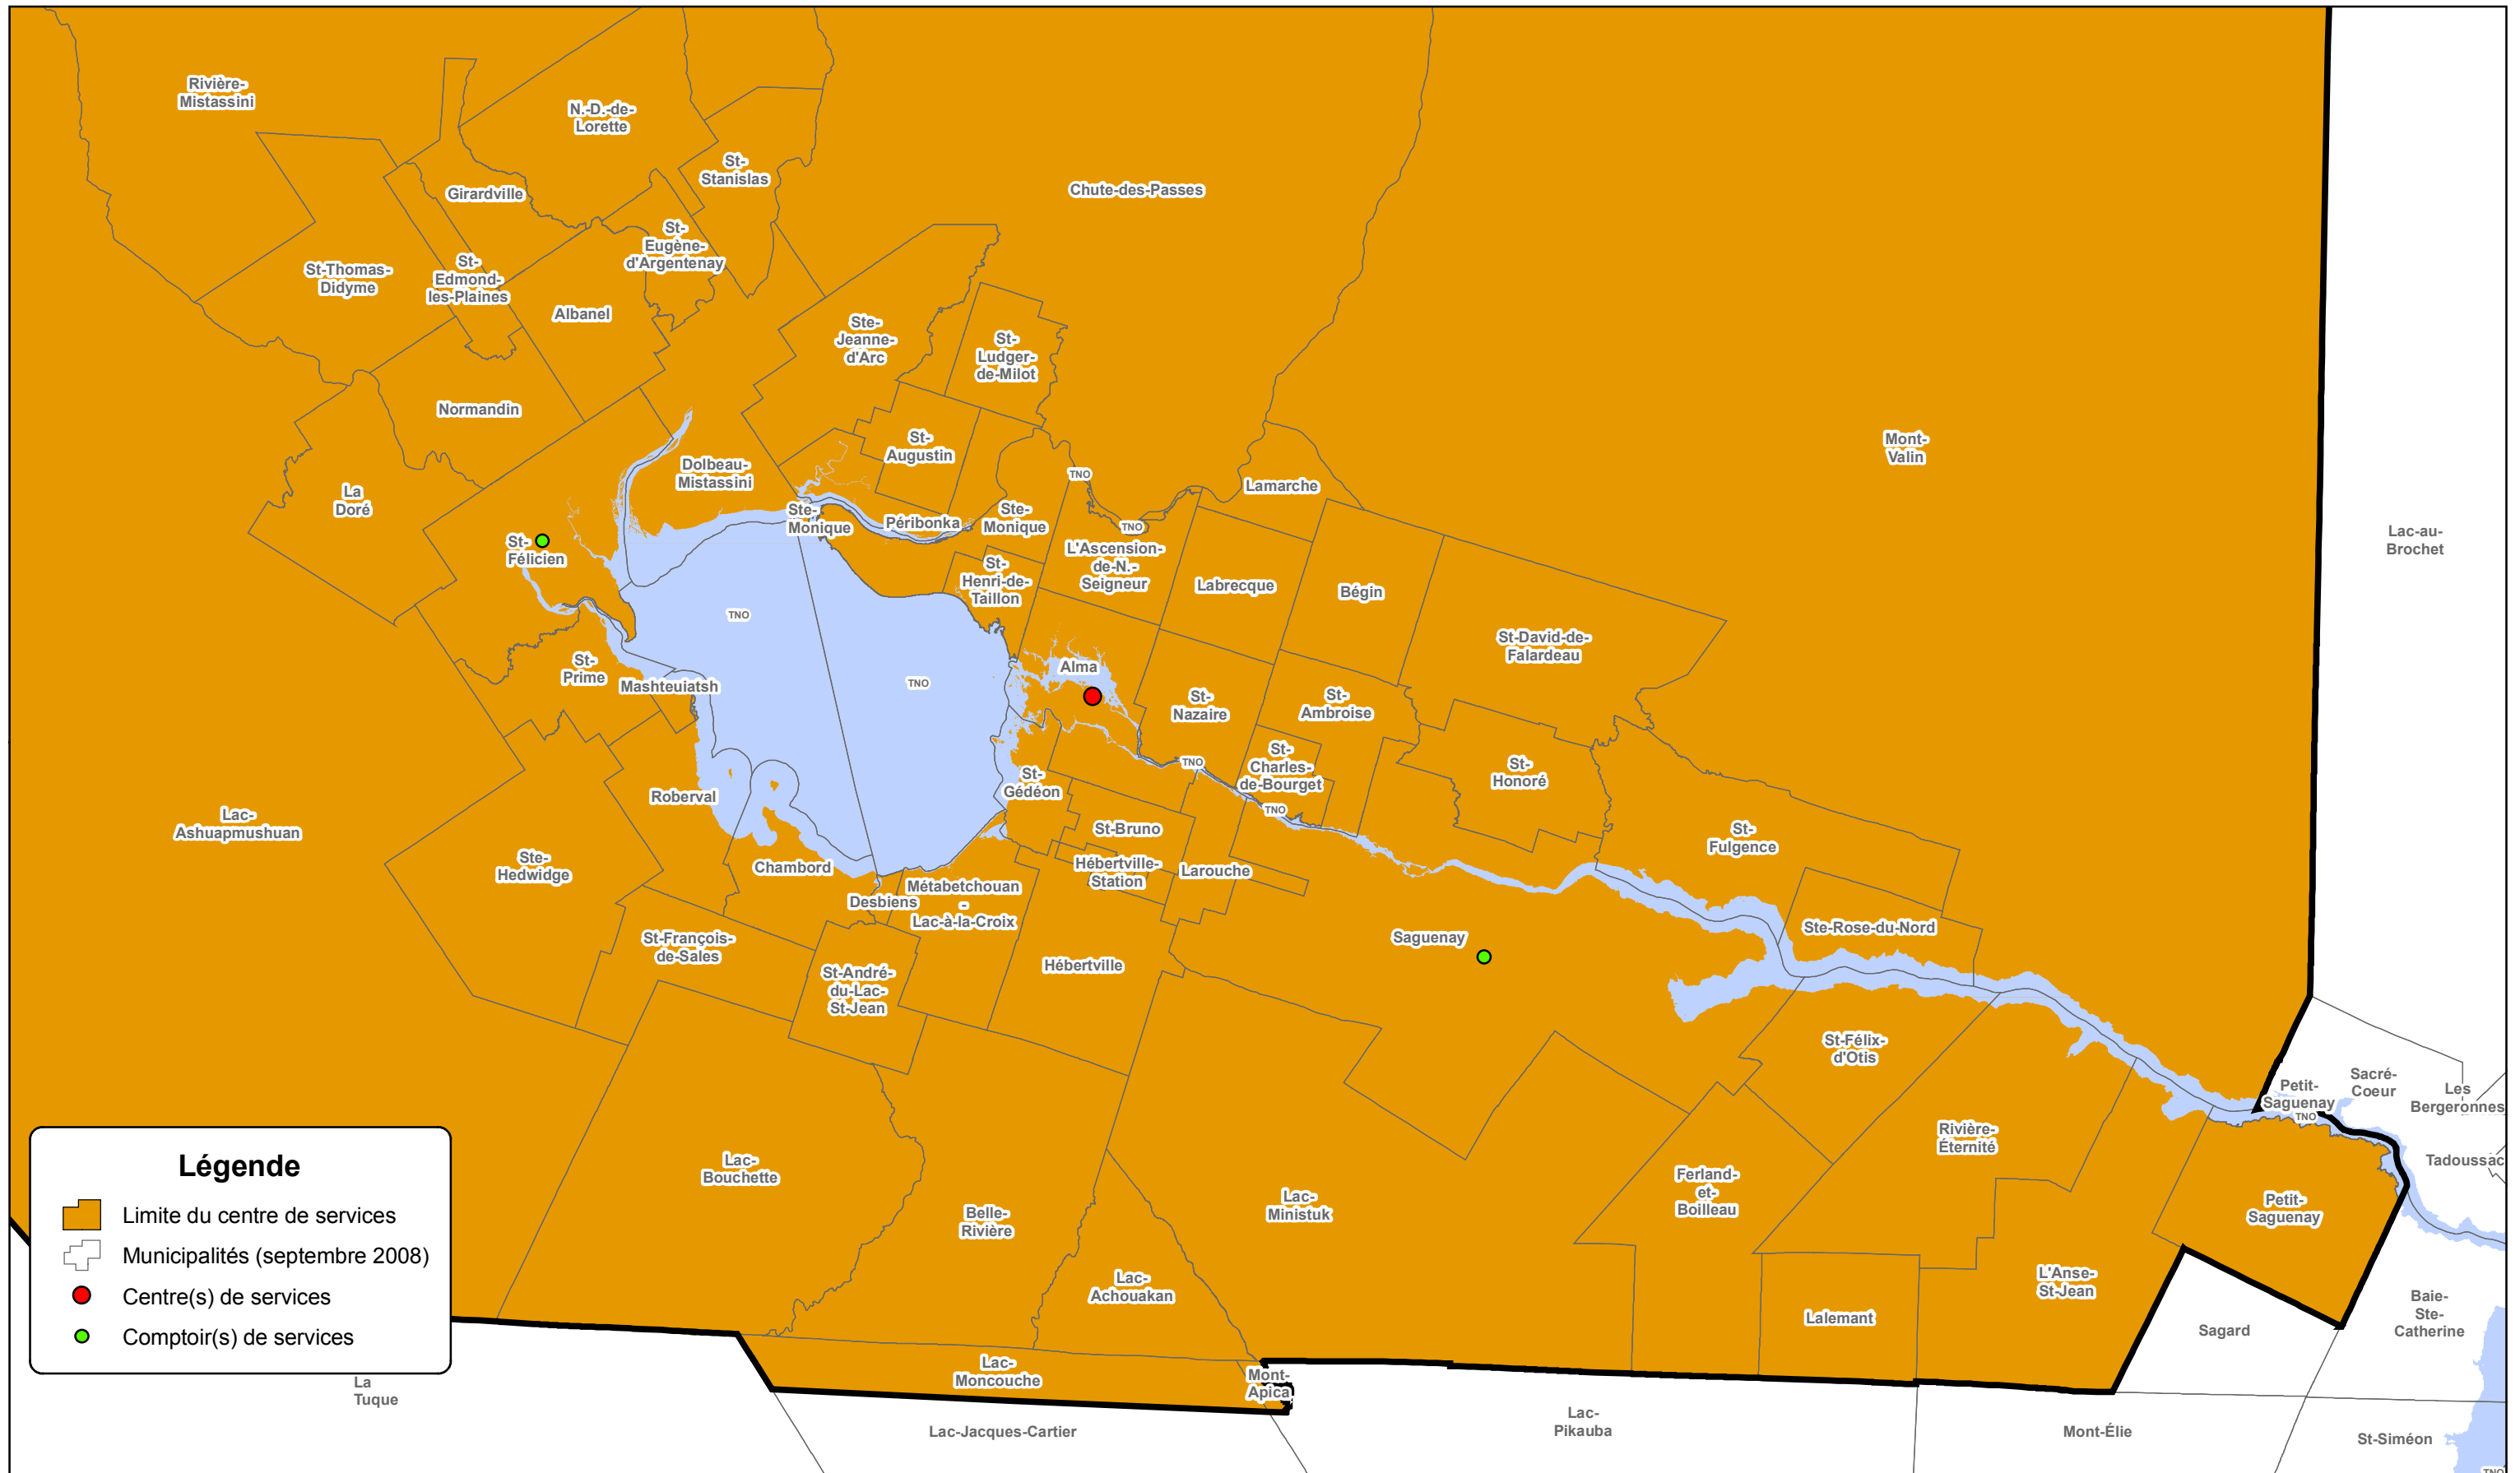 Rivière-
Mistassini
N.-D.-de-
Lorette
St-
Stanislas
Girardville
Chute-des-Passes
St-
Eugène-
d'Argentenay
St-Thomas-
Didyme
St-
Edmond-
les-Plaines
Albanel
Ste-
Jeanne-
d'Arc
St-
Ludger-
de-Milot
Normandin
St-
Augustin
Mont-
Valin
Dolbeau-
Mistassini
TNO
Lamarche
La
Doré
Ste-
Monique
Péribonka
Ste-
Monique
TNO
Lac-au-
Brochet
St-
Félicien
L'Ascension-
de-N.-
Seigneur
St-
Henri-de-
Taillon
Labrecque
Bégin
TNO
St-David-de-
Falardeau
St-
Prime
Mashteuiatsh
TNO
Alma
St-
Nazaire
St-
Ambroise
St-
Charles-
de-Bourget
TNO
St-
Honoré
St-
Gédéon
Roberval
TNO
Lac-
Ashuapmushuan
St-Bruno
St-
Fulgence
Ste-
Hedwidge
Chambord
Hébertville-
Station
Larouche
Métabetchouan
-
Lac-à-la-Croix
Desbiens
Ste-Rose-du-Nord
St-François-
de-Sales
Saguenay
Hébertville
St-André-
du-Lac-
St-Jean
St-Félix-
d'Otis
Petit-
Saguenay
TNO
Sacré-
Coeur
Les
Bergeronnes
Rivière-
Éternité
Tadoussac
Lac-
Bouchette
Ferland-
et-
Boilleau
Lac-
Ministuk
Petit-
Saguenay
Belle-
Rivière
Lac-
Achouakan
L'Anse-
St-Jean
Lalemant
Sagard
Baie-
Ste-
Catherine
Légende
Limite du centre de services
Municipalités (septembre 2008)
Centre(s) de services
Comptoir(s) de services
La
Tuque
Lac-
Moncouche
Mont-
Apica
Lac-Jacques-Cartier
Lac-
Pikauba
Mont-Élie
St-Siméon
TNO